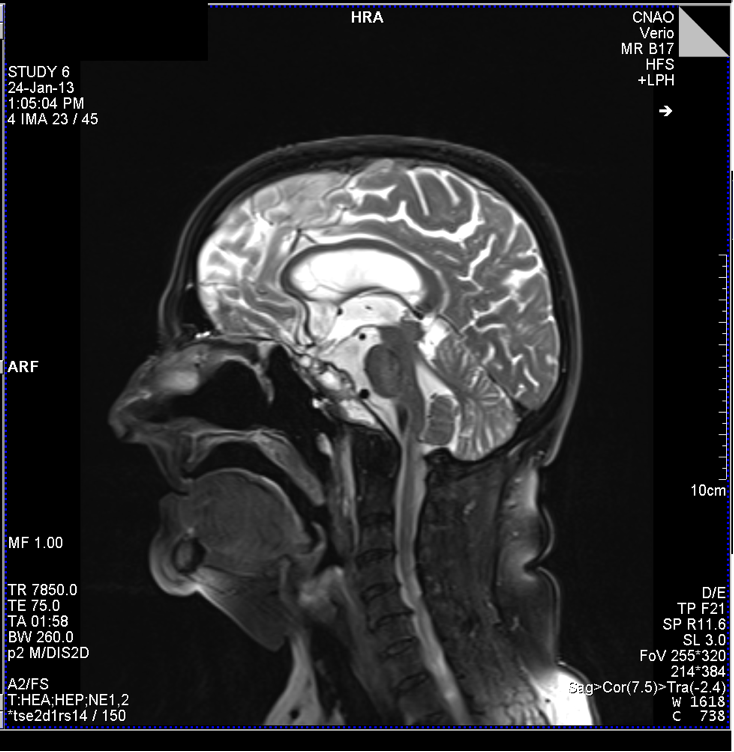 HRA
CNAO
Verio
MR B17
HFS
+LPH
STUDY 6
24-Jan-13
1:05:04 PM
4 IMA 23 / 45
ARF
10cm
MF 1.00
TR 7850.0
TE 75.0
TA 01:58
BW 260.0
p2 M/DIS2D
A2/FS
T:HEA;HEP;NE1,2
*tse2d1rs14 / 150
D/E
TP F21
SP R11.6
SL 3.0
FoV 255*320
214*384
Sag>Cor(7.5)>Tra(-2.4)
W 1618
C 738